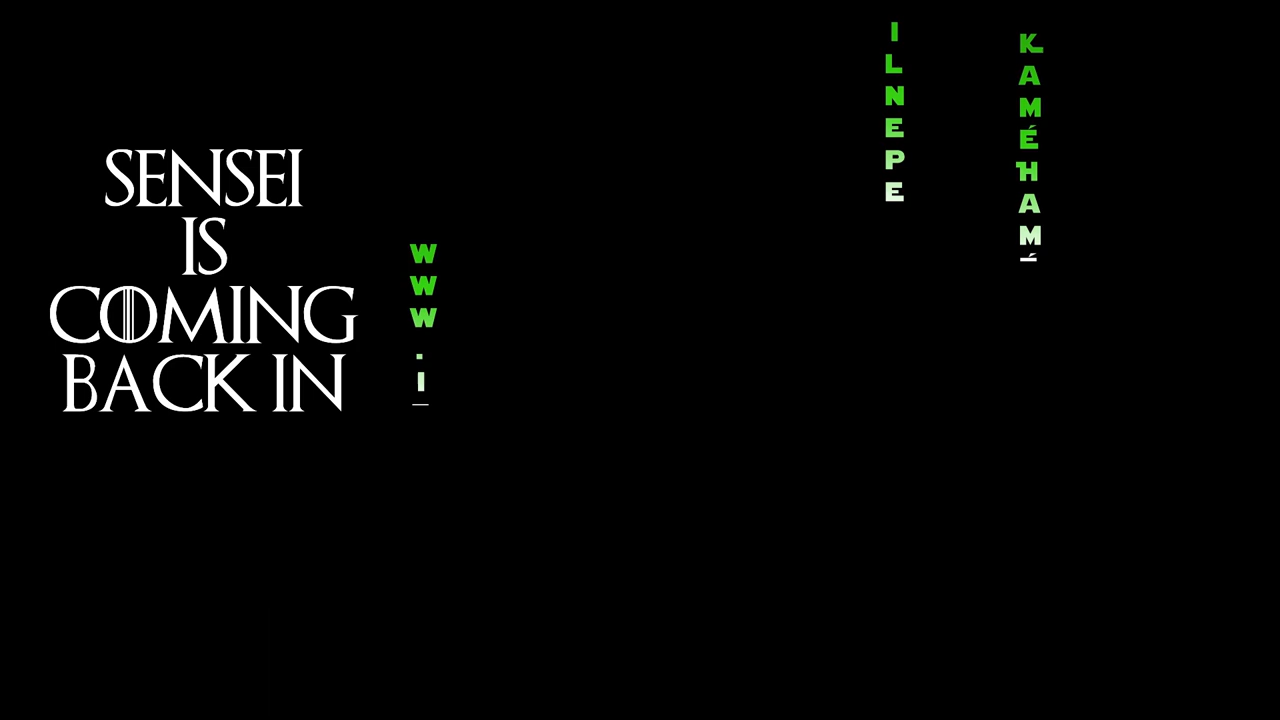 SENSEI
IS
COMING
BACK IN
WWW.I
ILNEPE
KAMÉHAM